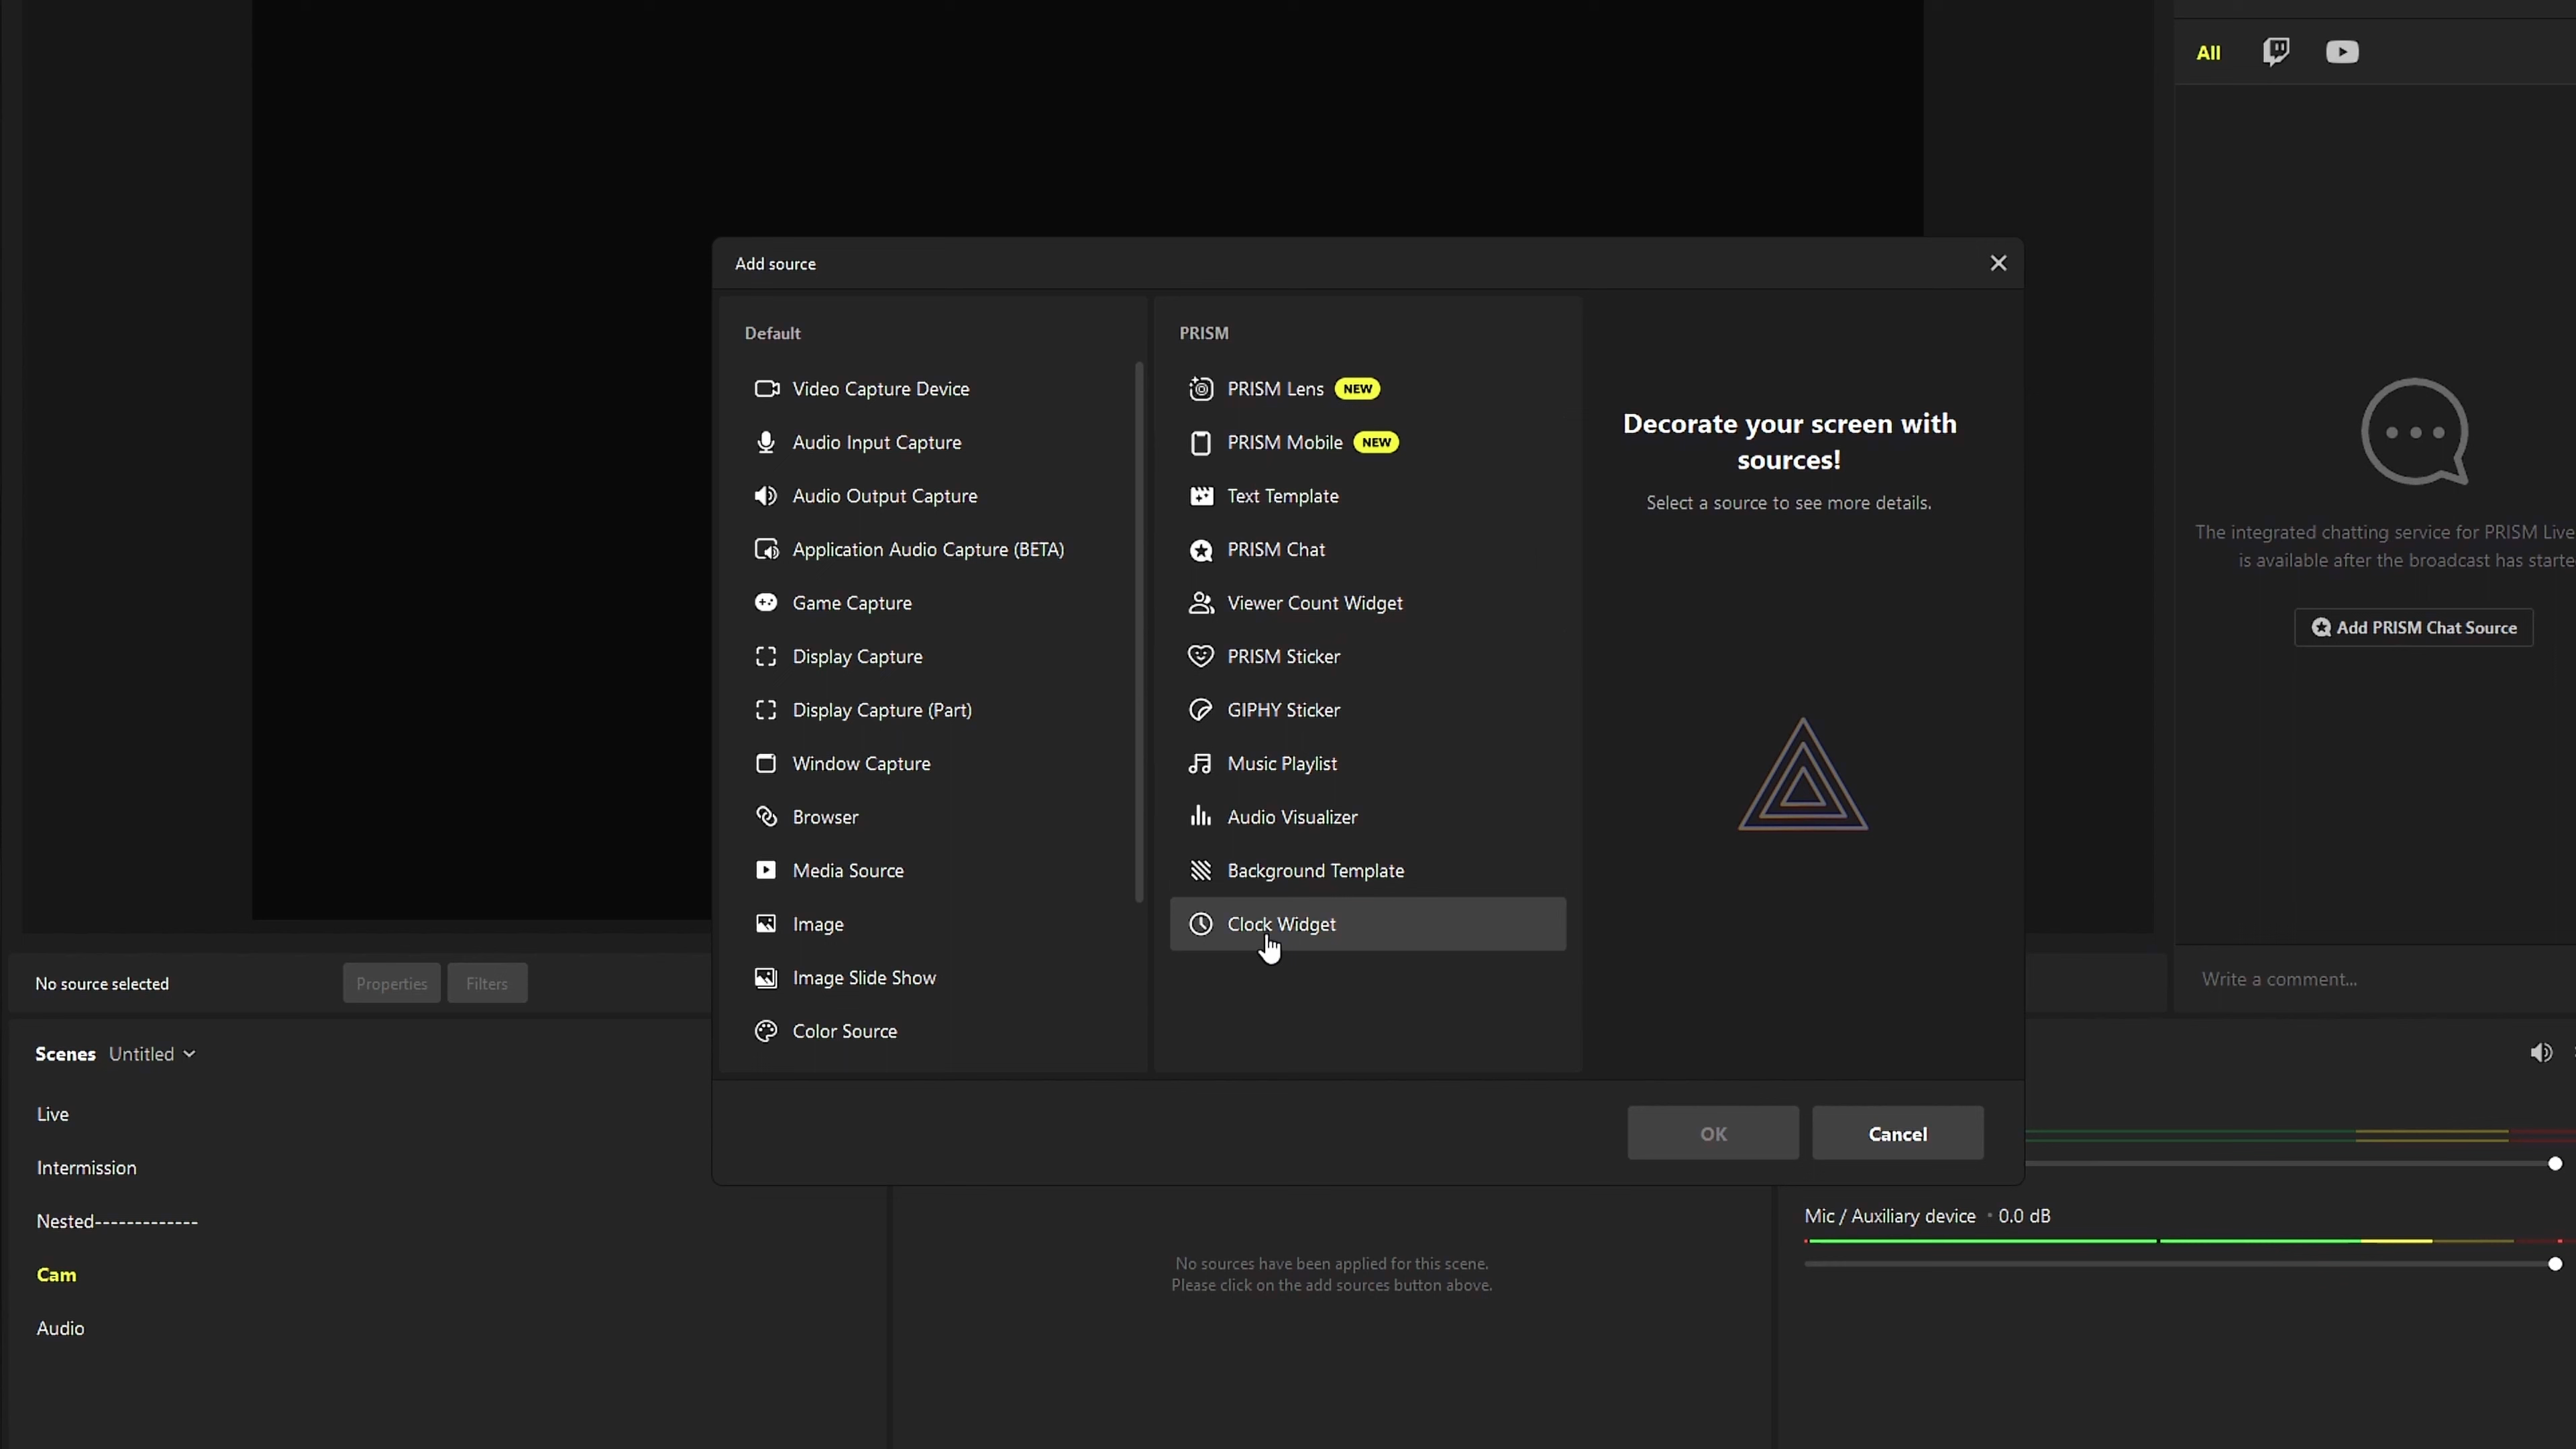 All
Add source
Default
Video Capture Device
Audio Input Capture
Audio Output Capture
Application Audio Capture (BETA)
Game Capture
Display Capture
Display Capture (Part)
Window Capture
Browser
Media Source
Image
Image Slide Show
Color Source
PRISM
PRISM Lens NEW
PRISM Mobile NEW
Text Template
PRISM Chat
Viewer Count Widget
PRISM Sticker
GIPHY Sticker
Music Playlist
Audio Visualizer
Background Template
Clock Widget
Decorate your screen with
sources!
Select a source to see more details.
OK
Cancel
The integrated chatting service for PRISM Live
is available after the broadcast has starte
Add PRISM Chat Source
Write a comment...
No source selected
Properties
Filters
Scenes Untitled
Live
Intermission
Nested-------------
Cam
Audio
No sources have been applied for this scene.
Please click on the add sources button above.
Mic / Auxiliary device • 0.0 dB